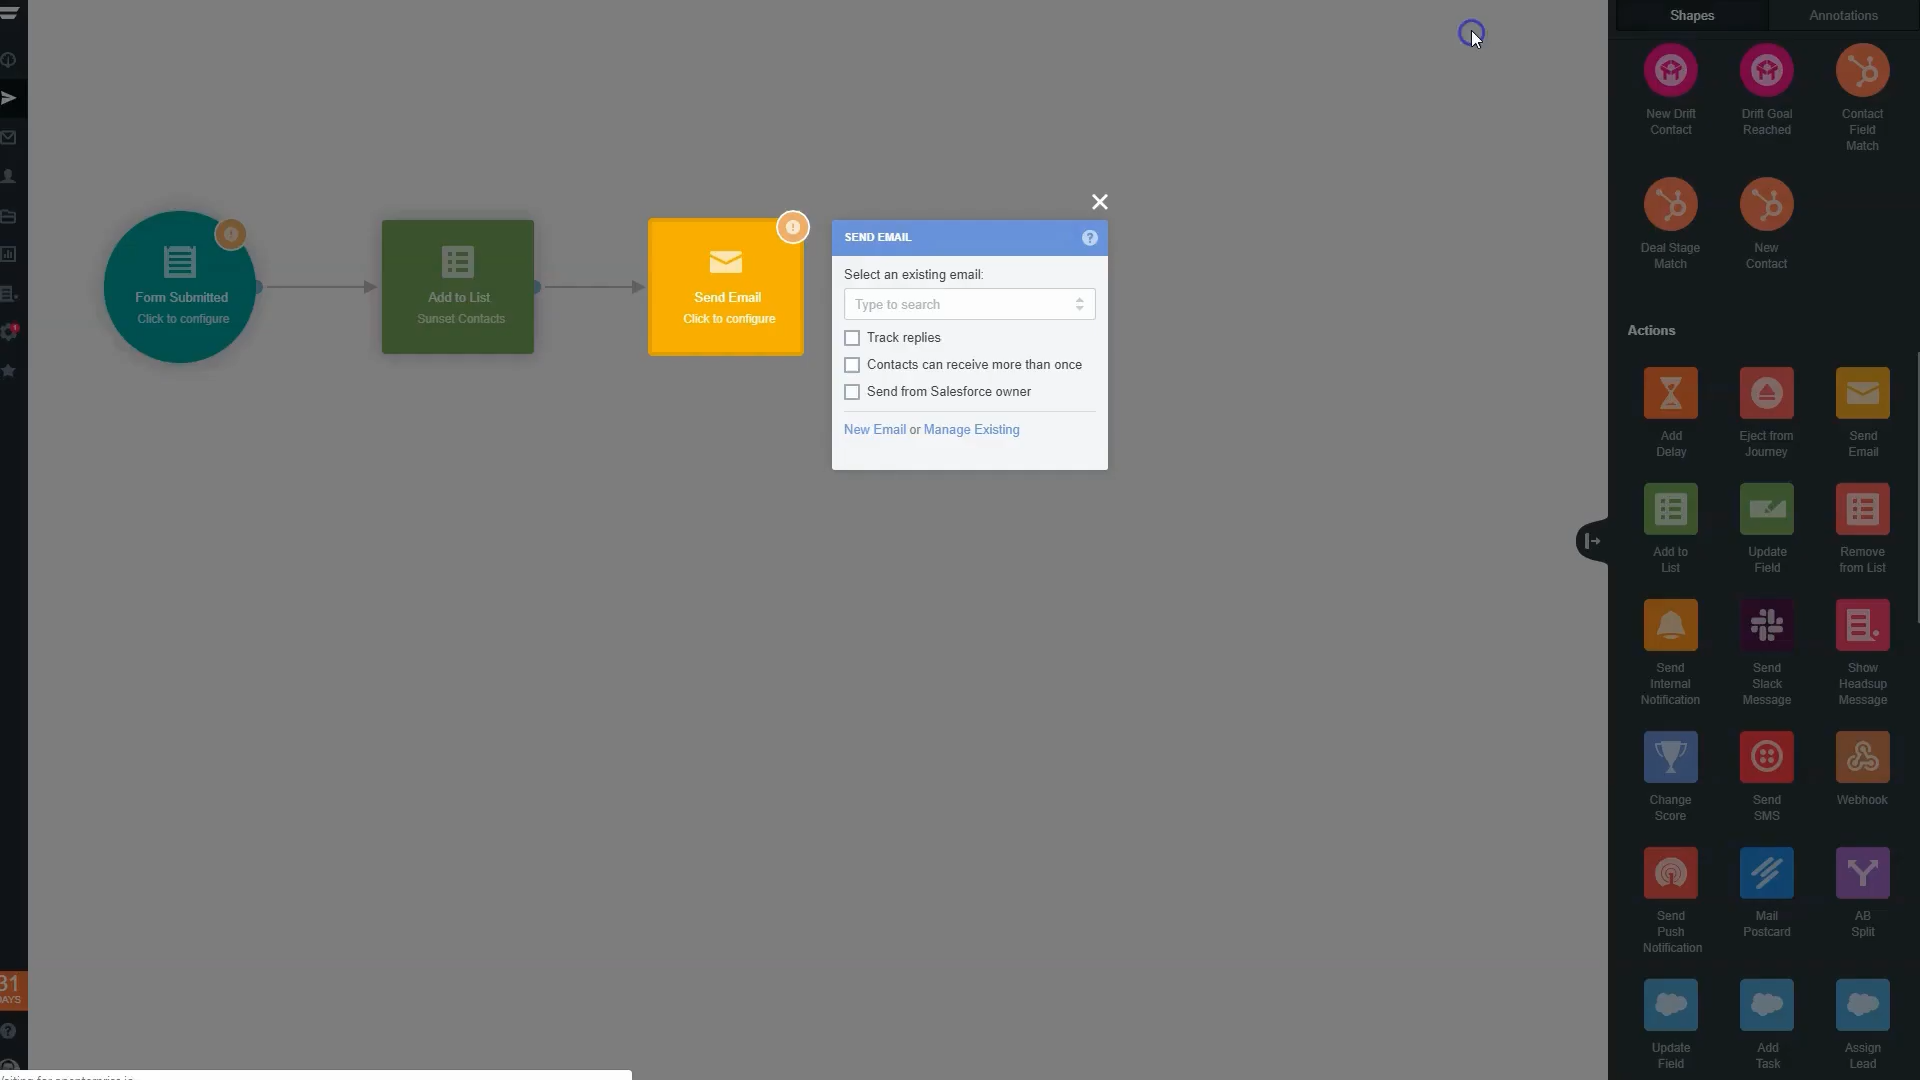 Shapes
Annotations
New Drift
Contact
Drift Goal
Reached
Contact
Field
Match
Deal Stage
Match
New
Contact
Form Submitted
Click to configure
Add to List
Sunset Contacts
Send Email
Click to configure
SEND EMAIL
?
Select an existing email:
Type to search
Track replies
Contacts can receive more than once
Send from Salesforce owner
New Email or Manage Existing
Actions
Add
Delay
Eject from
Journey
Send
Email
Add to
List
Update
Field
Remove
from List
Send
Internal
Notification
Send
Slack
Message
Show
Headsup
Message
Change
Score
Send
SMS
Webhook
Send
Push
Notification
Mail
Postcard
AB
Split
Update
Field
Add
Task
Assign
Lead
31
DAYS
?